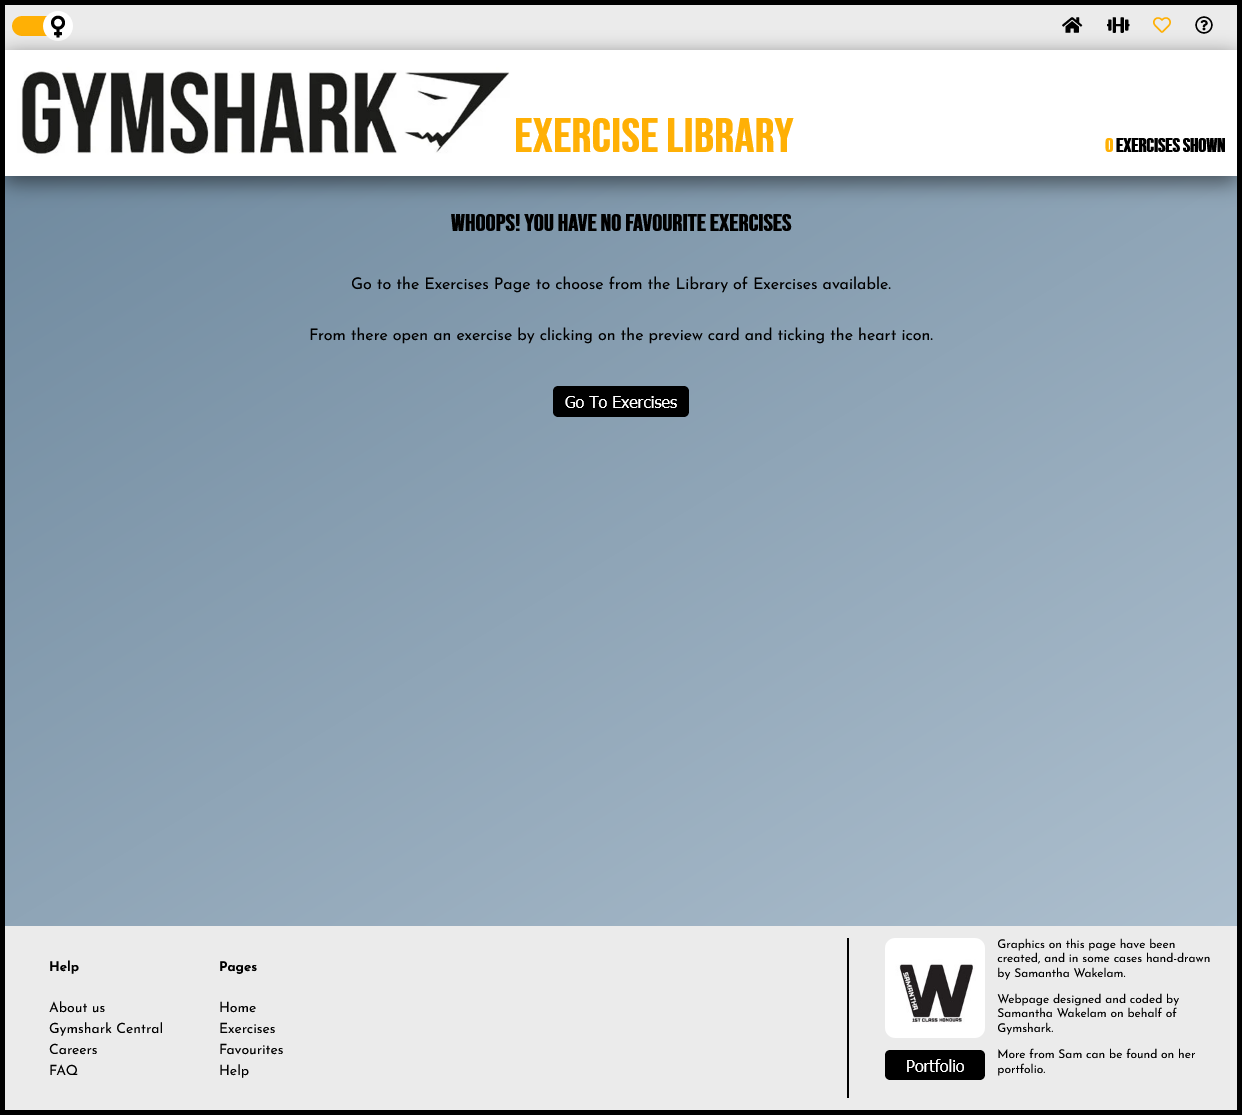 GYMSHARK
EXERCISE LIBRARY
0 EXERCISES SHOWN
WHOOPS! YOU HAVE NO FAVOURITE EXERCISES
Go to the Exercises Page to choose from the Library of Exercises available.
From there open an exercise by clicking on the preview card and ticking the heart icon.
Go To Exercises
Help
About us
Gymshark Central
Careers
FAQ
Pages
Home
Exercises
Favourites
Help
SAMANTHA
W
1ST CLASS HONOURS
Portfolio
Graphics on this page have been
created, and in some cases hand-drawn
by Samantha Wakelam.
Webpage designed and coded by
Samantha Wakelam on behalf of
Gymshark.
More from Sam can be found on her
portfolio.